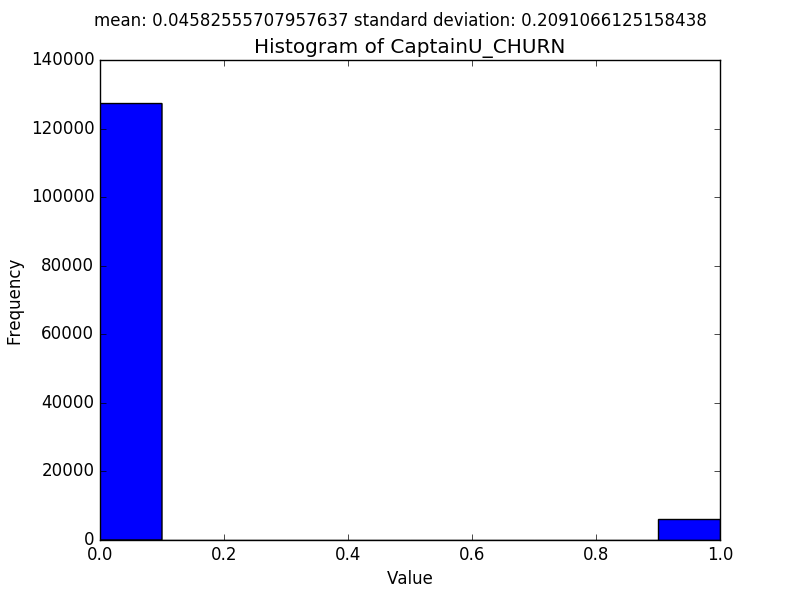 mean: 0.04582555707957637 standard deviation: 0.2091066125158438
Histogram of CaptainU_CHURN
140000
120000
100000
80000
60000
40000
20000
0
Frequency
0.0 0.2 0.4 0.6 0.8 1.0
Value